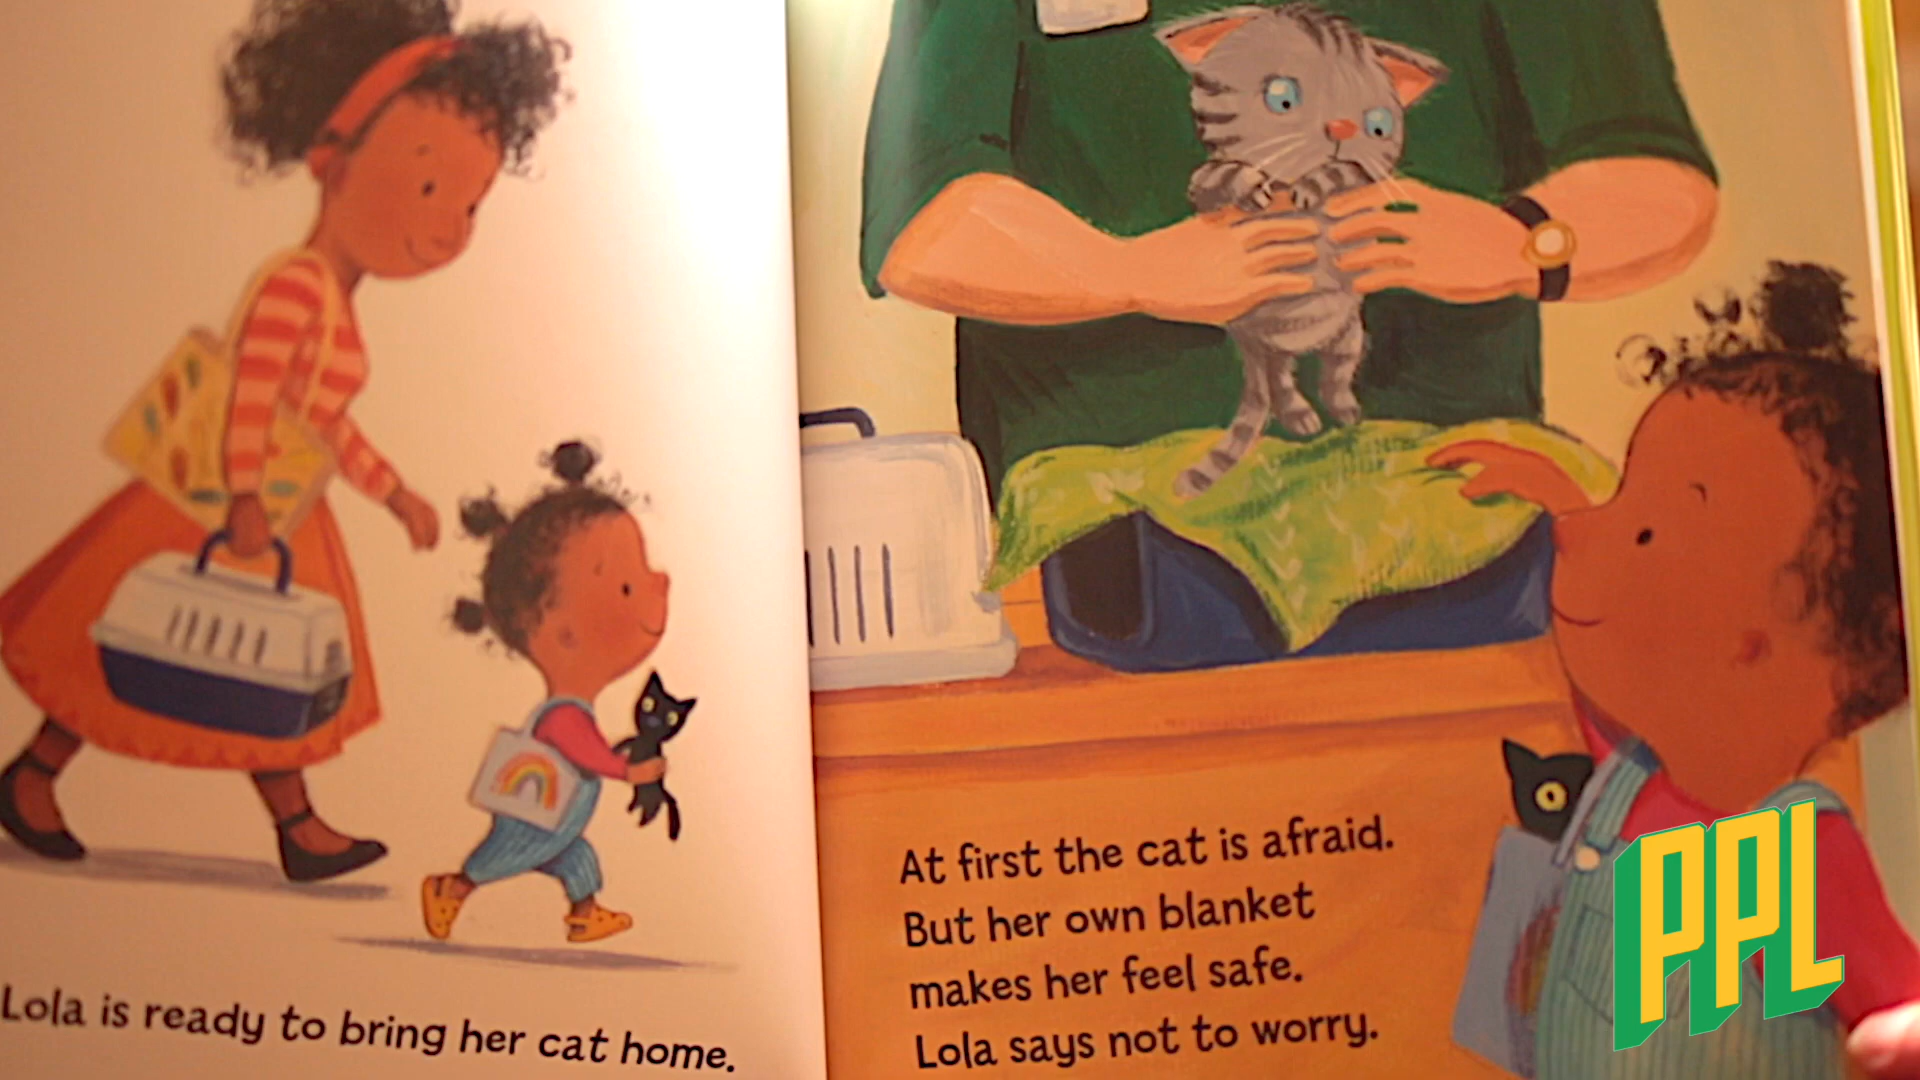 Lola is ready to bring her cat home.
At first the cat is afraid.
But her own blanket
makes her feel safe.
Lola says not to worry.
PPL